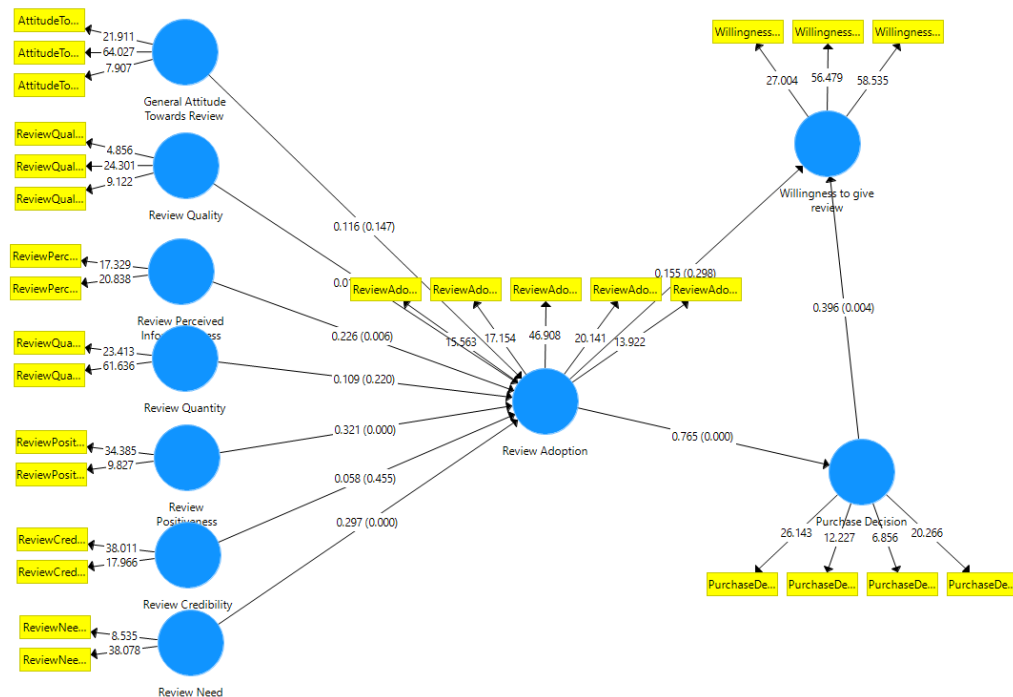 AttitudeTo...
21.911
AttitudeTo...
64.027
AttitudeTo...
7.907
General Attitude
Towards Review
ReviewQual...
4.856
ReviewQual...
24.301
ReviewQual...
9.122
Review Quality
ReviewPerc...
17.329
ReviewPerc...
20.838
Review Perceived
ReviewQua...
23.413
ReviewQua...
61.636
Review Quantity
ReviewPosit...
34.385
ReviewPosit...
9.827
Review
Positiveness
ReviewCred...
38.011
ReviewCred...
17.966
Review Credibility
ReviewNee...
8.535
ReviewNee...
38.078
Review Need
0.116 (0.147)
0.226 (0.006)
0.109 (0.220)
0.321 (0.000)
0.058 (0.455)
0.297 (0.000)
ReviewAdo...
ReviewAdo...
ReviewAdo...
ReviewAdo...
ReviewAdo...
15.563
17.154
46.908
20.141
13.922
Review Adoption
0.155 (0.298)
0.765 (0.000)
0.396 (0.004)
Willingness...
Willingness...
Willingness...
27.004
56.479
58.535
Willingness to give
review
Purchase Decision
26.143
12.227
6.856
20.266
PurchaseDe...
PurchaseDe...
PurchaseDe...
PurchaseDe...